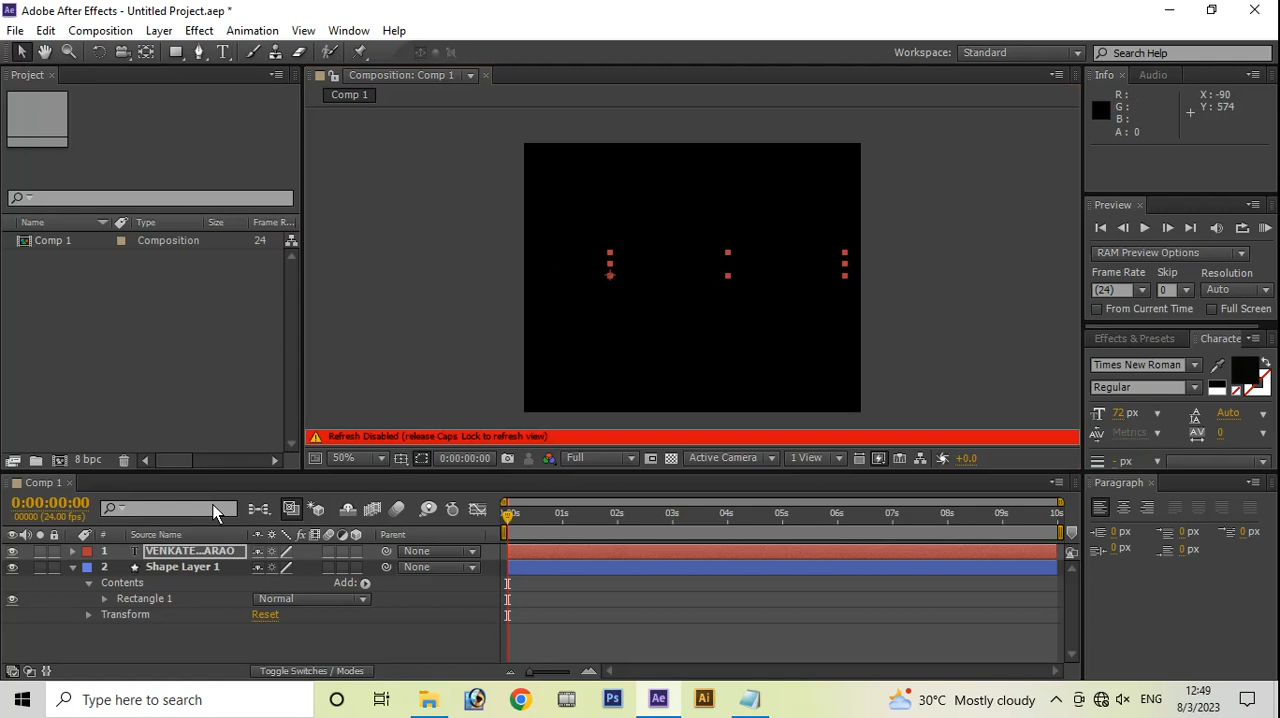 Adobe After Effects - Untitled Project.aep *
File Edit Composition Layer Effect Animation View Window Help
Workspace: Standard Search Help
Project Composition: Comp 1 Info Audio
Comp 1
R: X: -90
G: Y: 574
B:
A: 0
Preview
Name Type Size Frame R...
Comp 1 Composition 24
RAM Preview Options
Frame Rate Skip Resolution
(24) 0 Auto
From Current Time Full Screen
Effects & Presets Characte
Times New Roman
Regular
72 px Auto
Metrics 0
- px
Refresh Disabled (release Caps Lock to refresh view)
8 bpc 50% 0:00:00:00 Full Active Camera 1 View +0.0
Comp 1 Paragraph
0:00:00:00
00000 (24.00 fps)
01s 02s 03s 04s 05s 06s 07s 08s 09s 10s
0 px 0 px
0 px 0 px
# Source Name Parent
1 T VENKATE...ARAO None
2 Shape Layer 1 None
Contents Add:
Rectangle 1 Normal
Transform Reset
Toggle Switches / Modes
Type here to search Ps Ae Ai 30°C Mostly cloudy ENG
12:49
8/3/2023